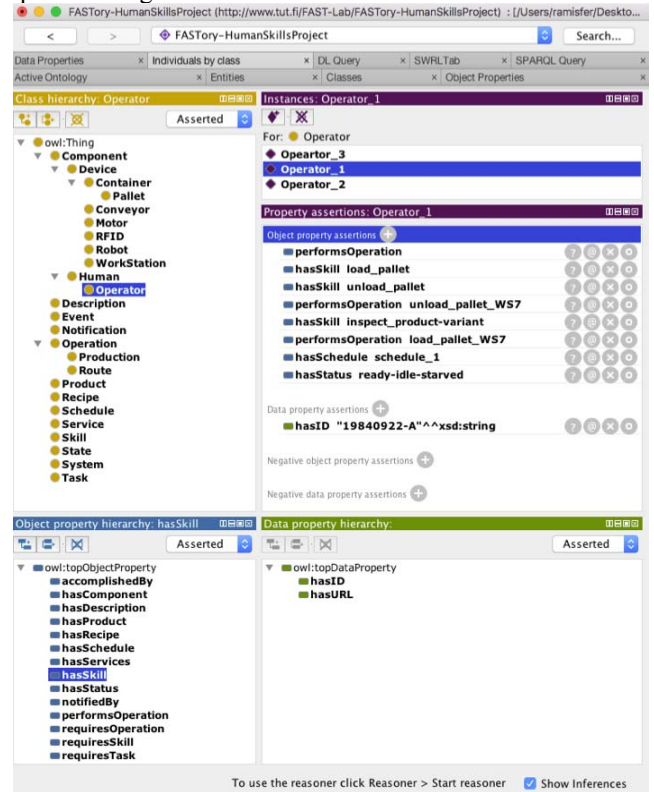 FASTory-HumanSkillsProject (http://www.tut.fi/FAST-Lab/FASTory-HumanSkillsProject) : [/Users/ramisfer/Deskto...
< > FASTory-HumanSkillsProject Search...
Data Properties × Individuals by class × DL Query × SWRLTab × SPARQL Query ×
Active Ontology × Entities × Classes × Object Properties ×
Class hierarchy: Operator
Asserted
owl:Thing
Component
Device
Container
Pallet
Conveyor
Motor
RFID
Robot
WorkStation
Human
Operator
Description
Event
Notification
Operation
Production
Route
Product
Recipe
Schedule
Service
Skill
State
System
Task
Instances: Operator_1
For: Operator
Opeartor_3
Operator_1
Operator_2
Property assertions: Operator_1
Object property assertions
performsOperation
hasSkill load_pallet
hasSkill unload_pallet
performsOperation unload_pallet_WS7
hasSkill inspect_product-variant
performsOperation load_pallet_WS7
hasSchedule schedule_1
hasStatus ready-idle-starved
Data property assertions
hasID "19840922-A"^^xsd:string
Negative object property assertions
Negative data property assertions
Object property hierarchy: hasSkill
Asserted
owl:topObjectProperty
accomplishedBy
hasComponent
hasDescription
hasProduct
hasRecipe
hasSchedule
hasServices
hasSkill
hasStatus
notifiedBy
performsOperation
requiresOperation
requiresSkill
requiresTask
Data property hierarchy:
Asserted
owl:topDataProperty
hasID
hasURL
To use the reasoner click Reasoner > Start reasoner Show Inferences